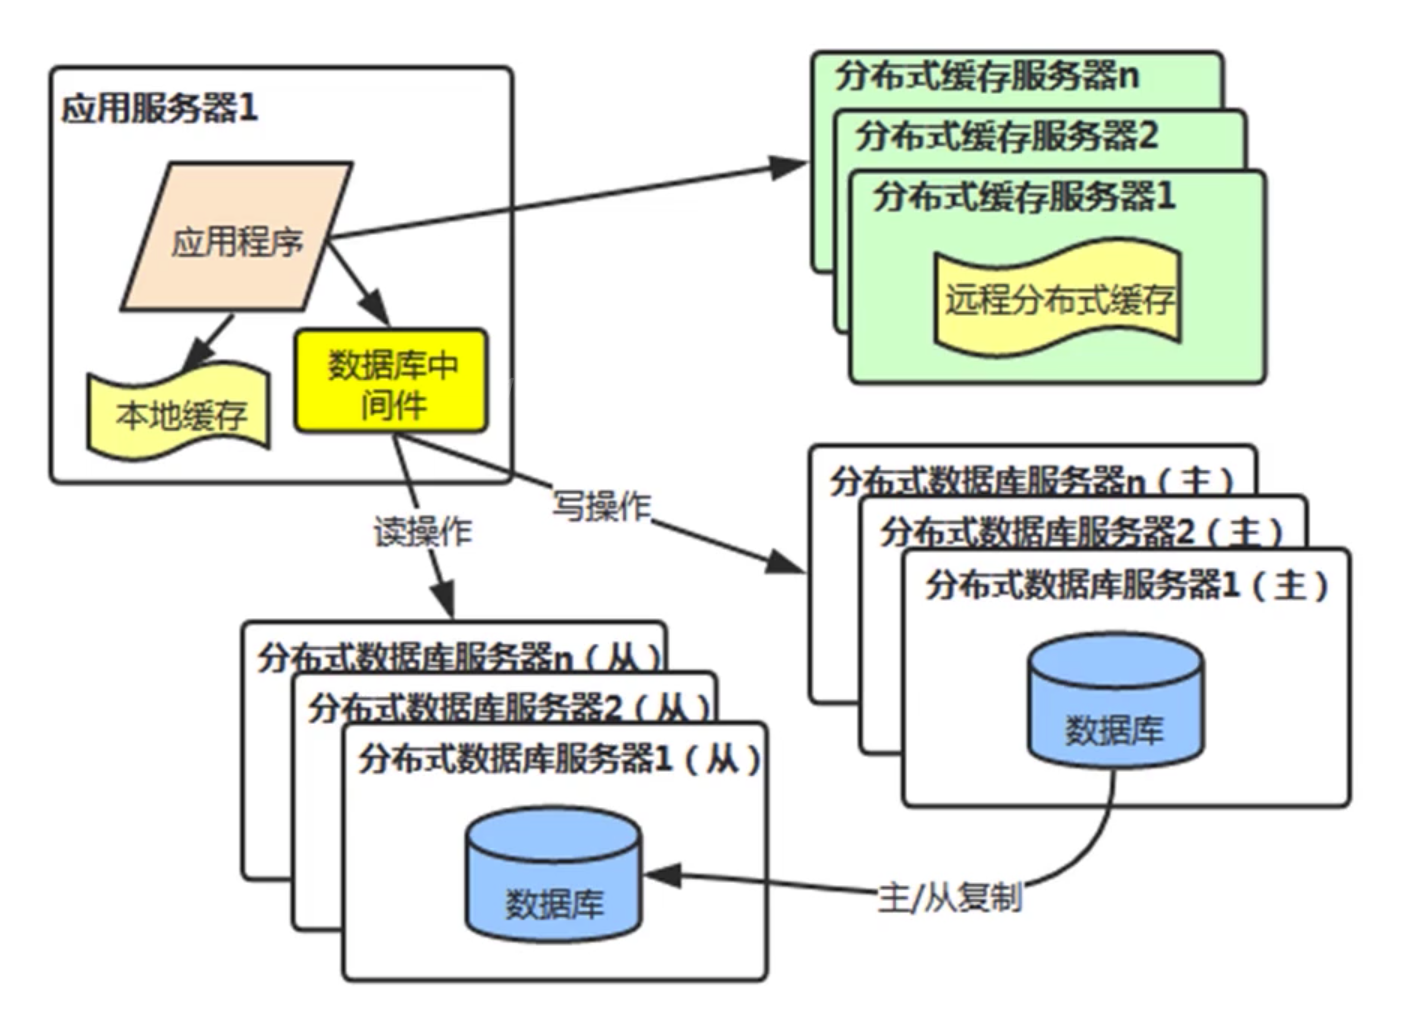 应用服务器1
应用程序
本地缓存
数据库中
间件
分布式缓存服务器n
分布式缓存服务器2
分布式缓存服务器1
远程分布式缓存
读操作
写操作
分布式数据库服务器n（主）
分布式数据库服务器2（主）
分布式数据库服务器1（主）
数据库
分布式数据库服务器n（从）
分布式数据库服务器2（从）
分布式数据库服务器1（从）
数据库
主/从复制